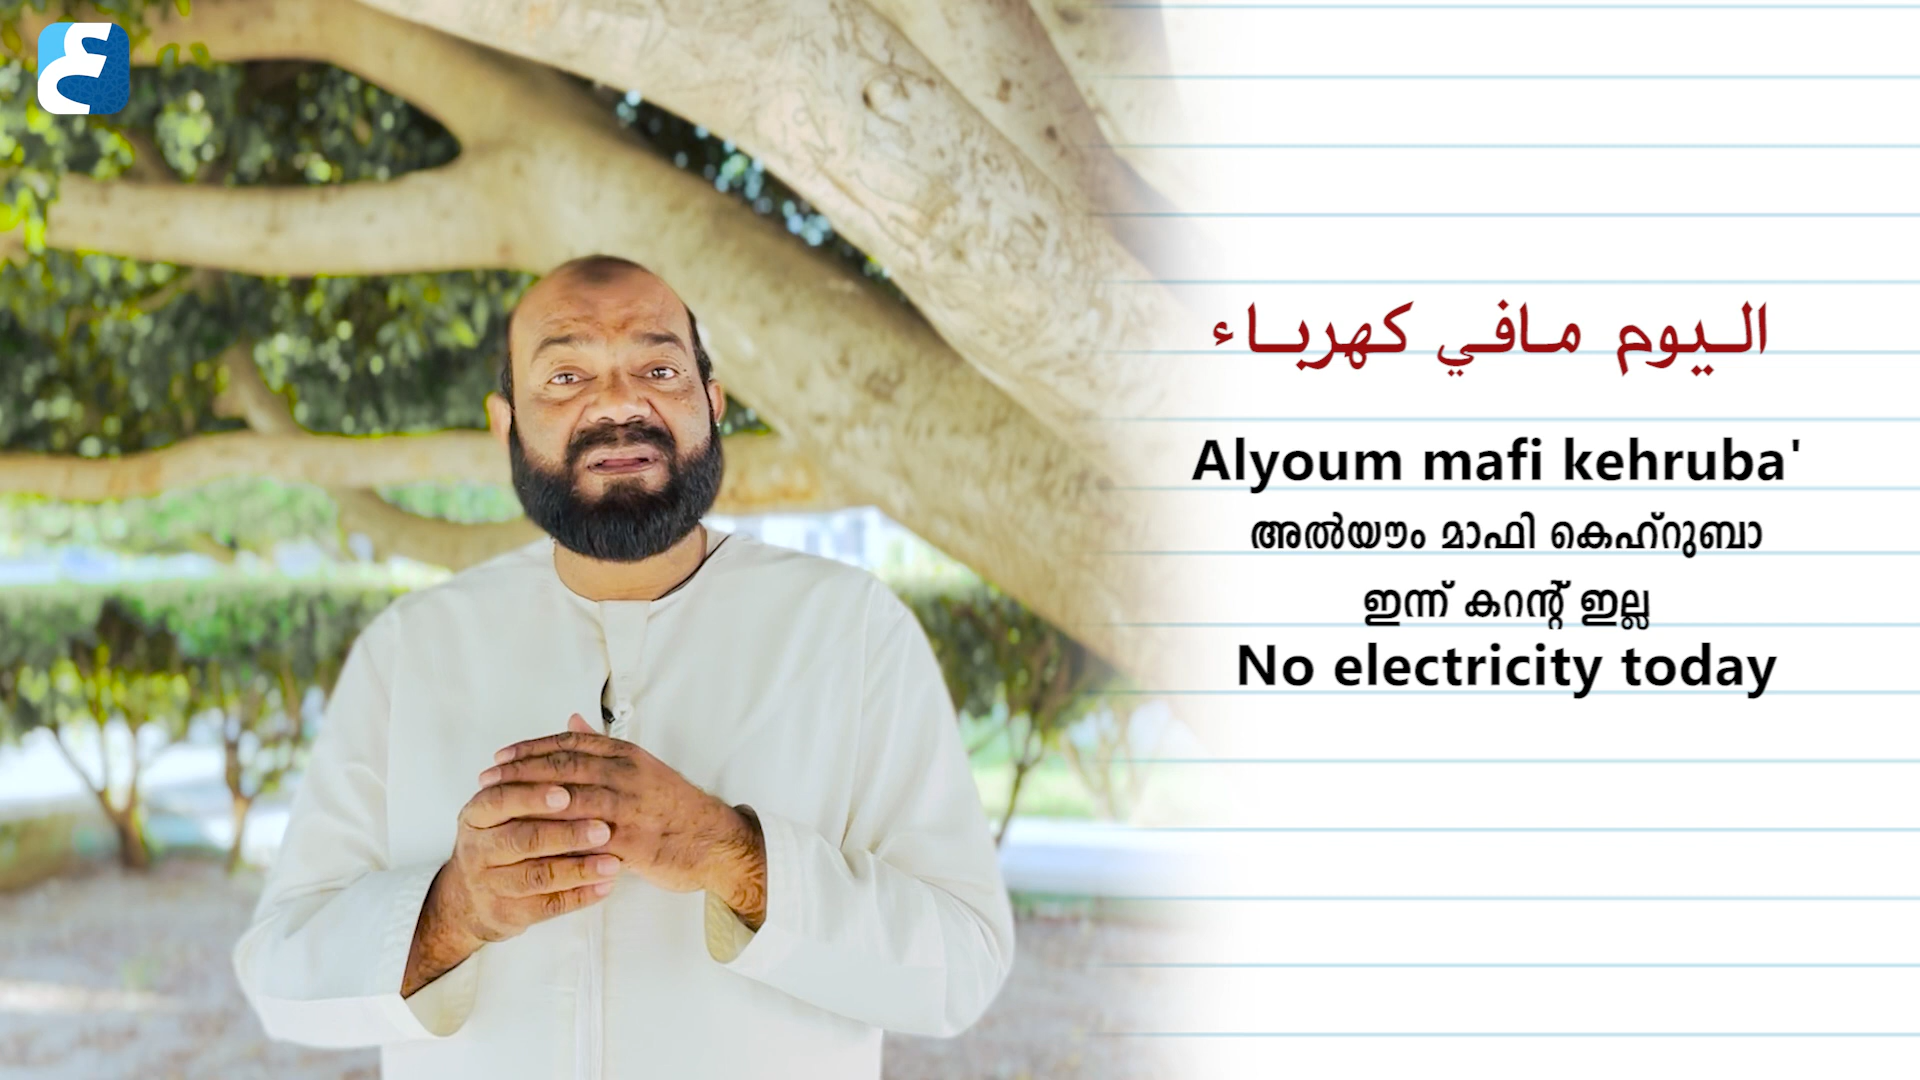 اليوم مافي كهرباء
Alyoum mafi kehruba'
അൽയൗം മാഫി കെഹ്റുബാ
ഇന്ന് കറന്റ് ഇല്ല
No electricity today